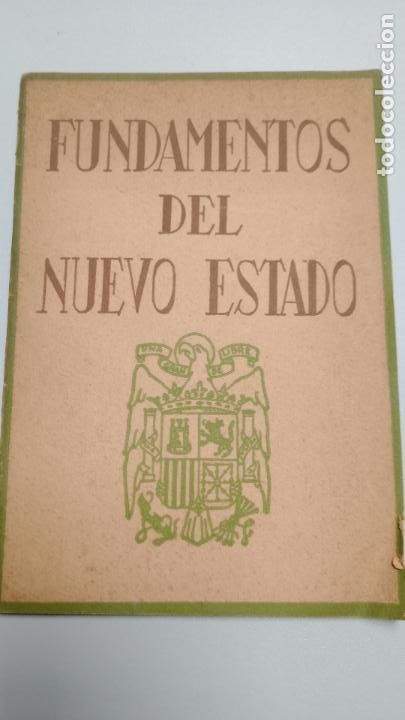 FUNDAMENTOS
DEL
NUEVO ESTADO
UNA GRANDE LIBRE
todocoleccion